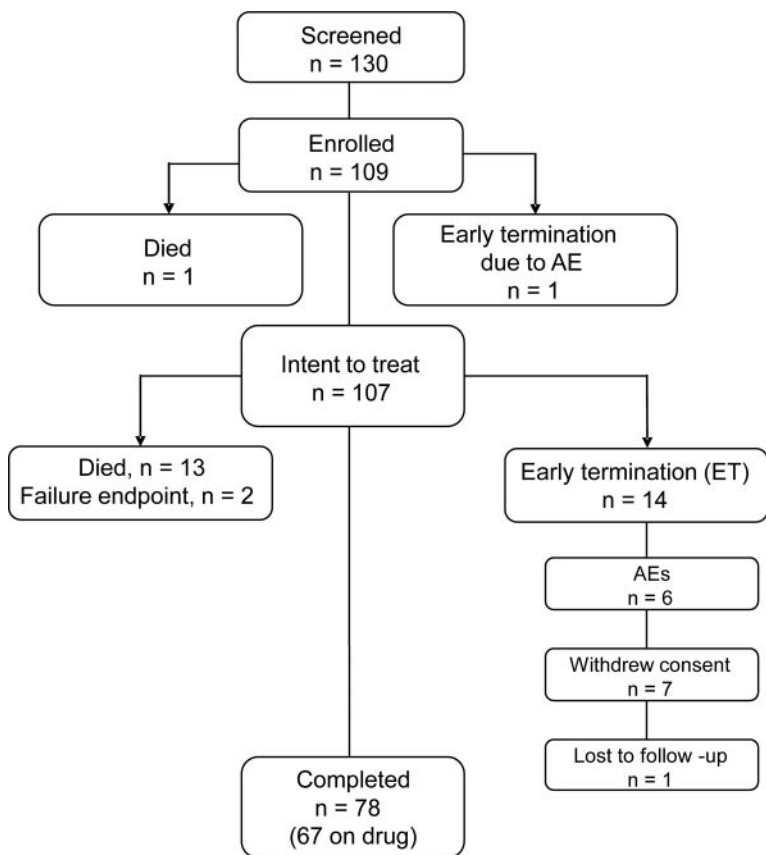 Screened
n = 130
Enrolled
n = 109
Died
n = 1
Early termination
due to AE
n = 1
Intent to treat
n = 107
Died, n = 13
Failure endpoint, n = 2
Early termination (ET)
n = 14
AEs
n = 6
Withdrew consent
n = 7
Lost to follow -up
n = 1
Completed
n = 78
(67 on drug)